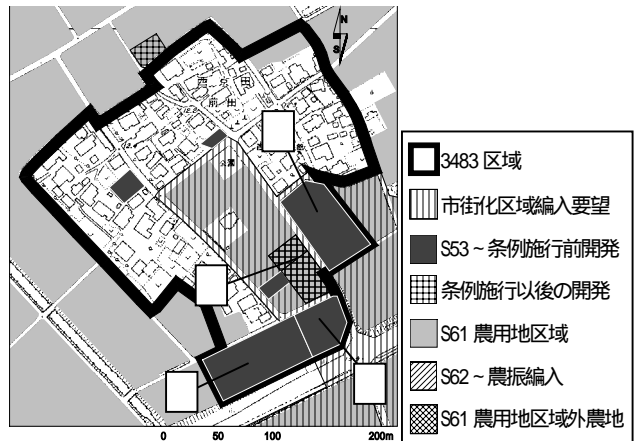 N
S
前田
公園
3483 区域
市街化区域編入要望
S53 ~ 条例施行前開発
条例施行以後の開発
S61 農用地区域
S62 ~ 農振編入
S61 農用地区域外農地
0 50 100 200m